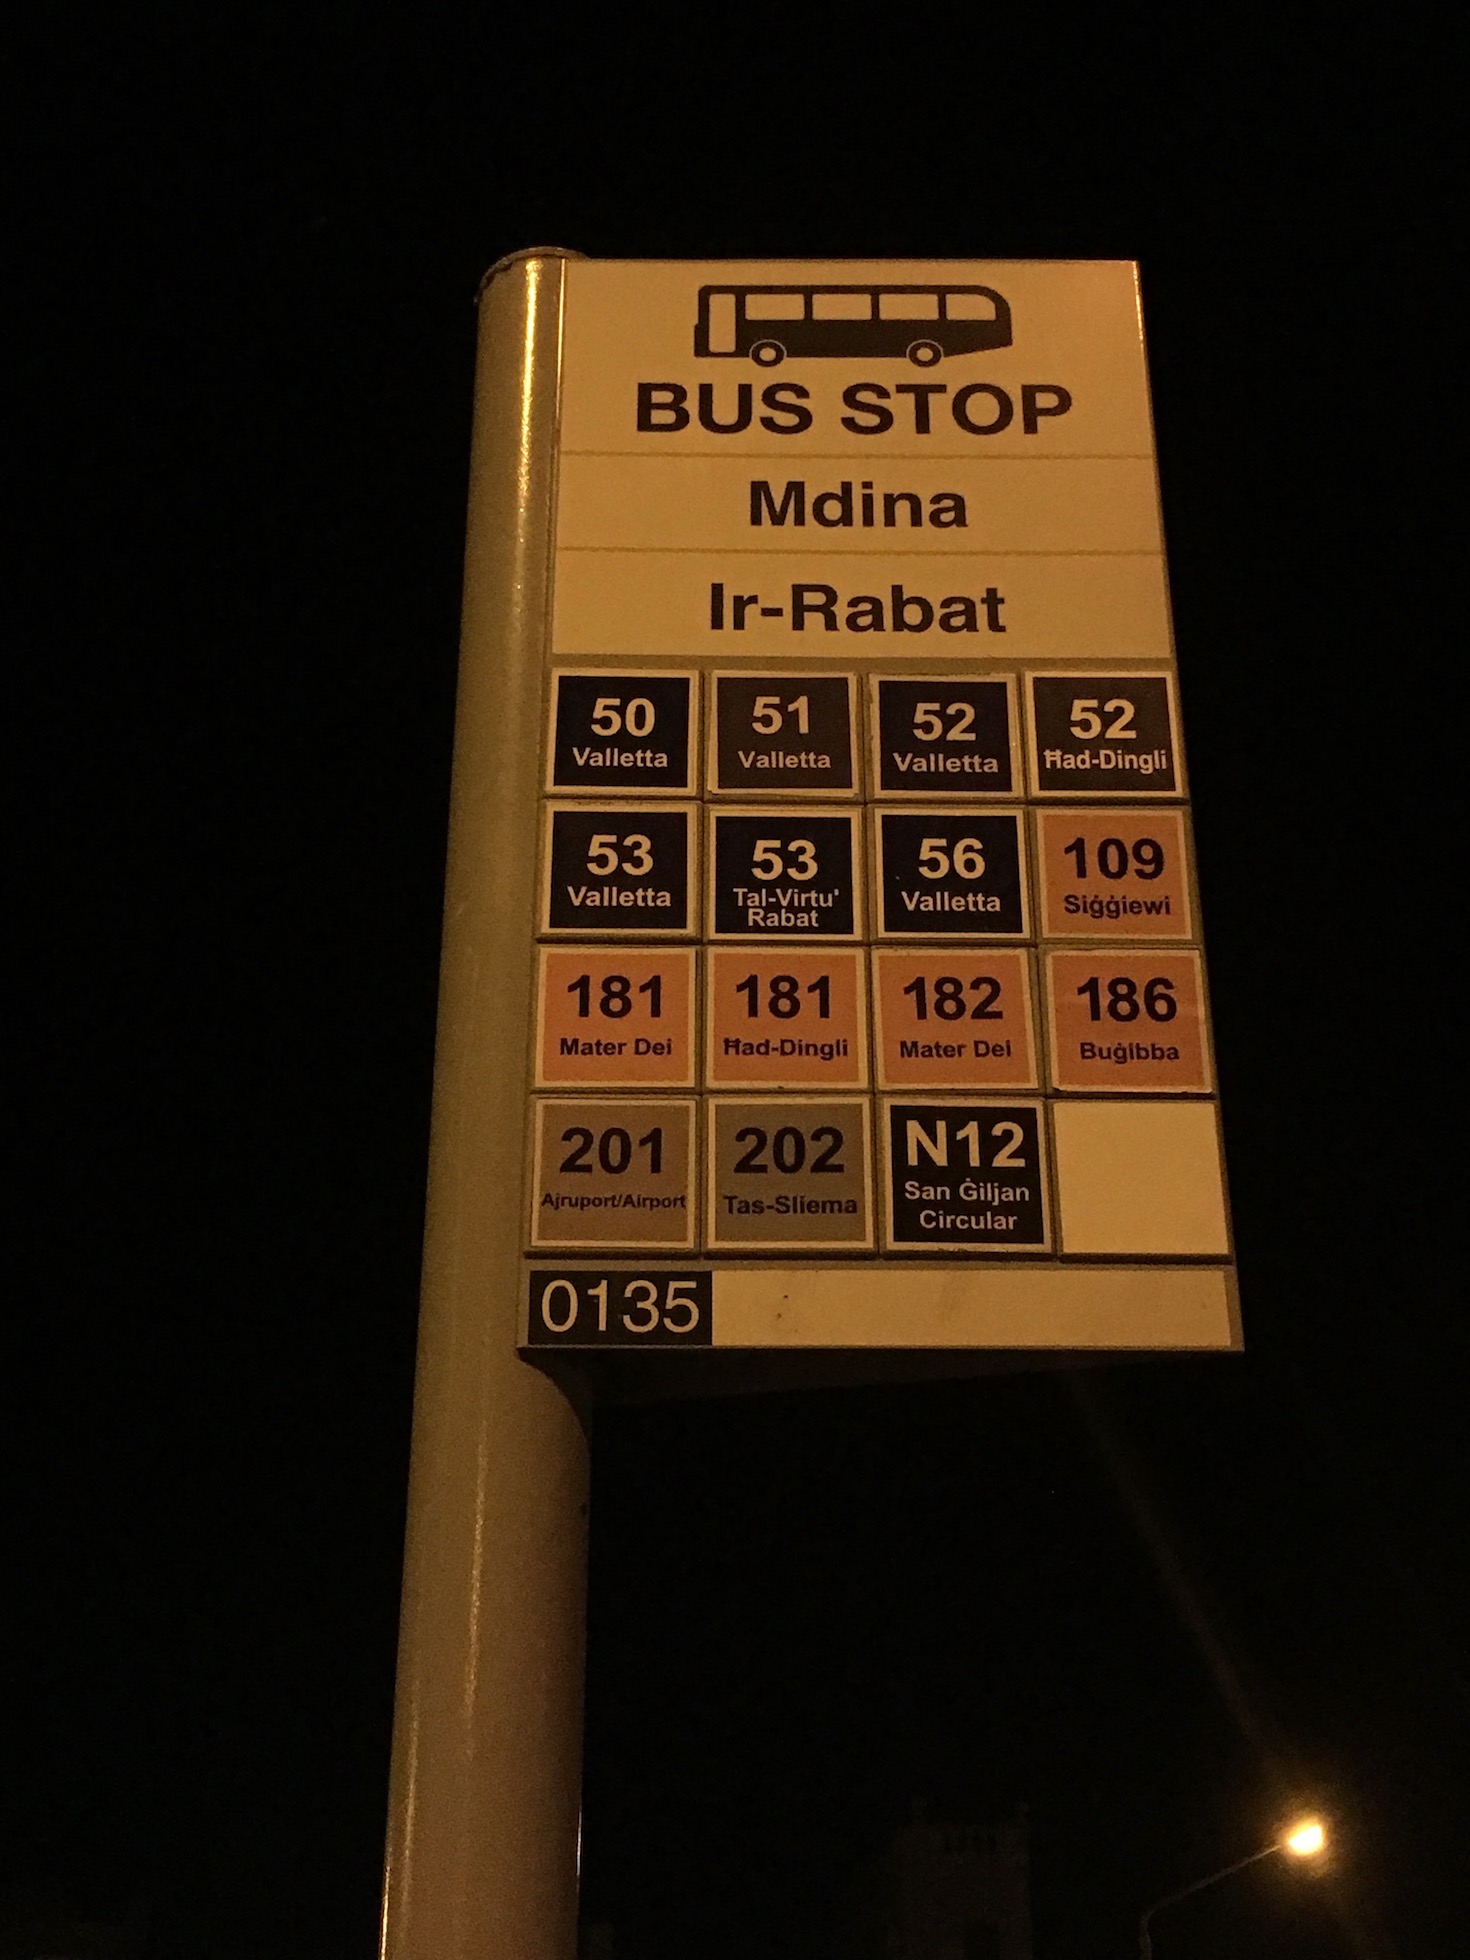 BUS STOP
Mdina
Ir-Rabat
50
Valletta
51
Valletta
52
Valletta
52
Ħad-Dingli
53
Valletta
53
Tal-Virtu'
Rabat
56
Valletta
109
Siġġiewi
181
Mater Dei
181
Ħad-Dingli
182
Mater Dei
186
Buġibba
201
Ajruport/Airport
202
Tas-Sliema
N12
San Ġiljan
Circular
0135